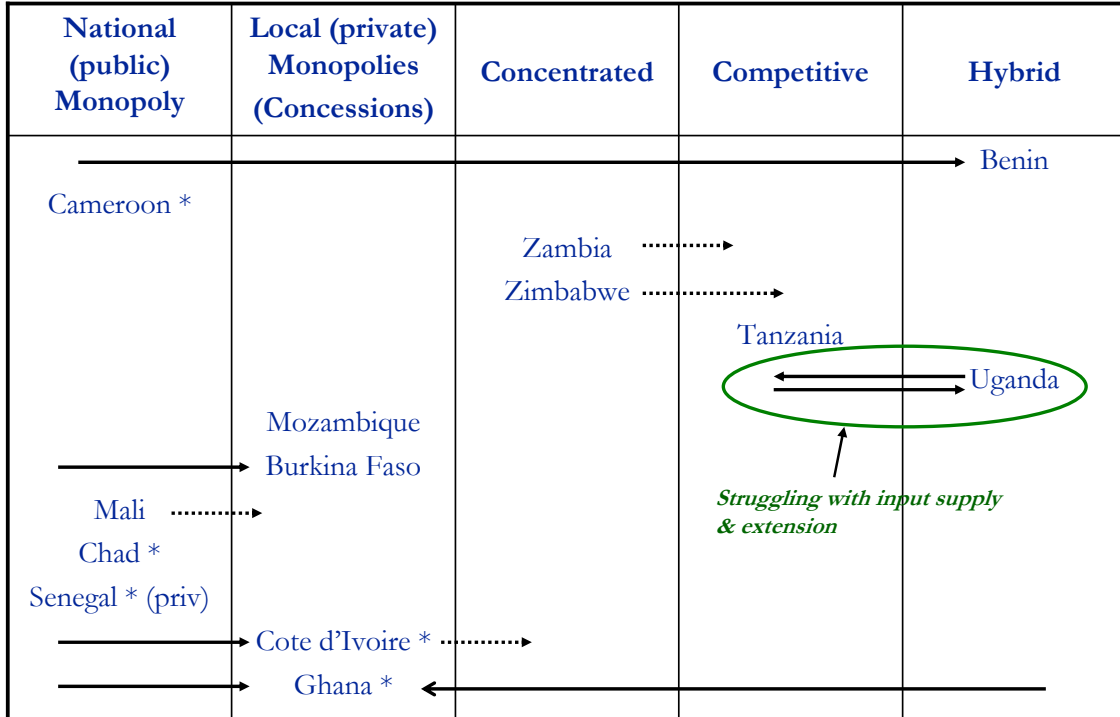 National
(public)
Monopoly
Local (private)
Monopolies
(Concessions)
Concentrated
Competitive
Hybrid
Benin
Cameroon *
Zambia
Zimbabwe
Tanzania
Uganda
Mozambique
Burkina Faso
Struggling with input supply
& extension
Mali
Chad *
Senegal * (priv)
Cote d’Ivoire *
Ghana *